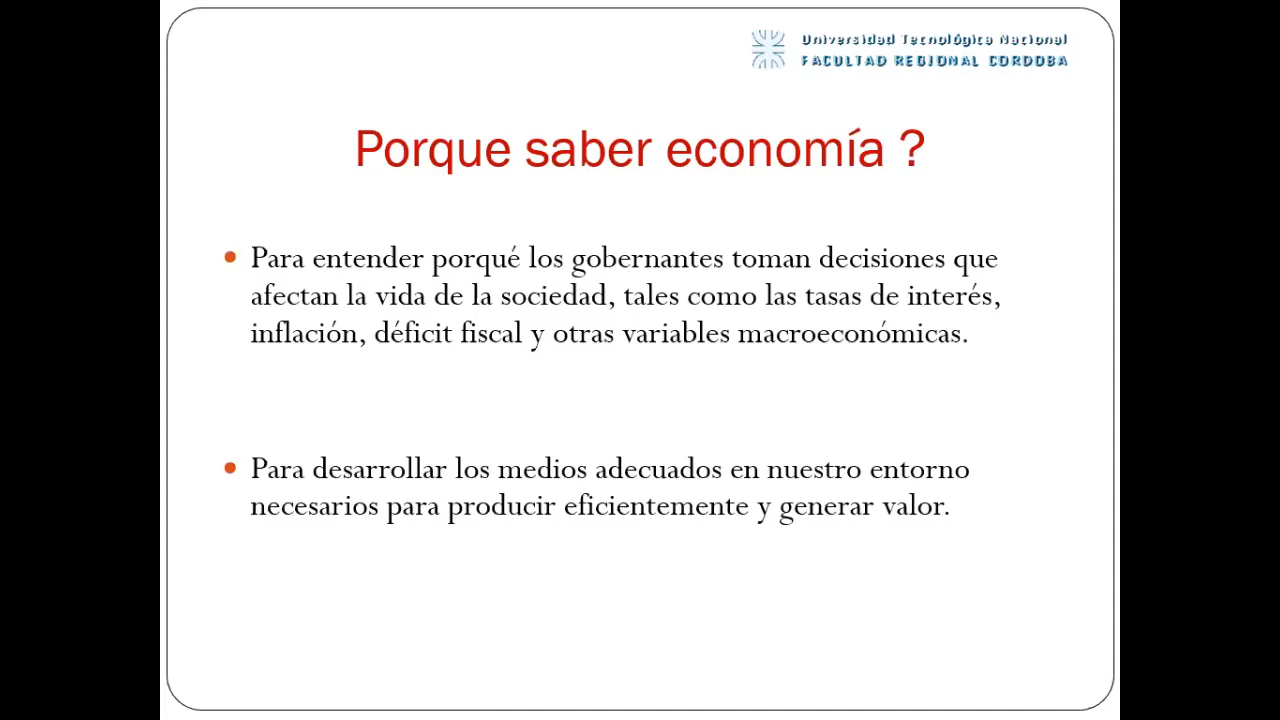 Universidad Tecnológica Nacional
FACULTAD REGIONAL CORDOBA
Porque saber economía ?
• Para entender porqué los gobernantes toman decisiones que
afectan la vida de la sociedad, tales como las tasas de interés,
inflación, déficit fiscal y otras variables macroeconómicas.
• Para desarrollar los medios adecuados en nuestro entorno
necesarios para producir eficientemente y generar valor.